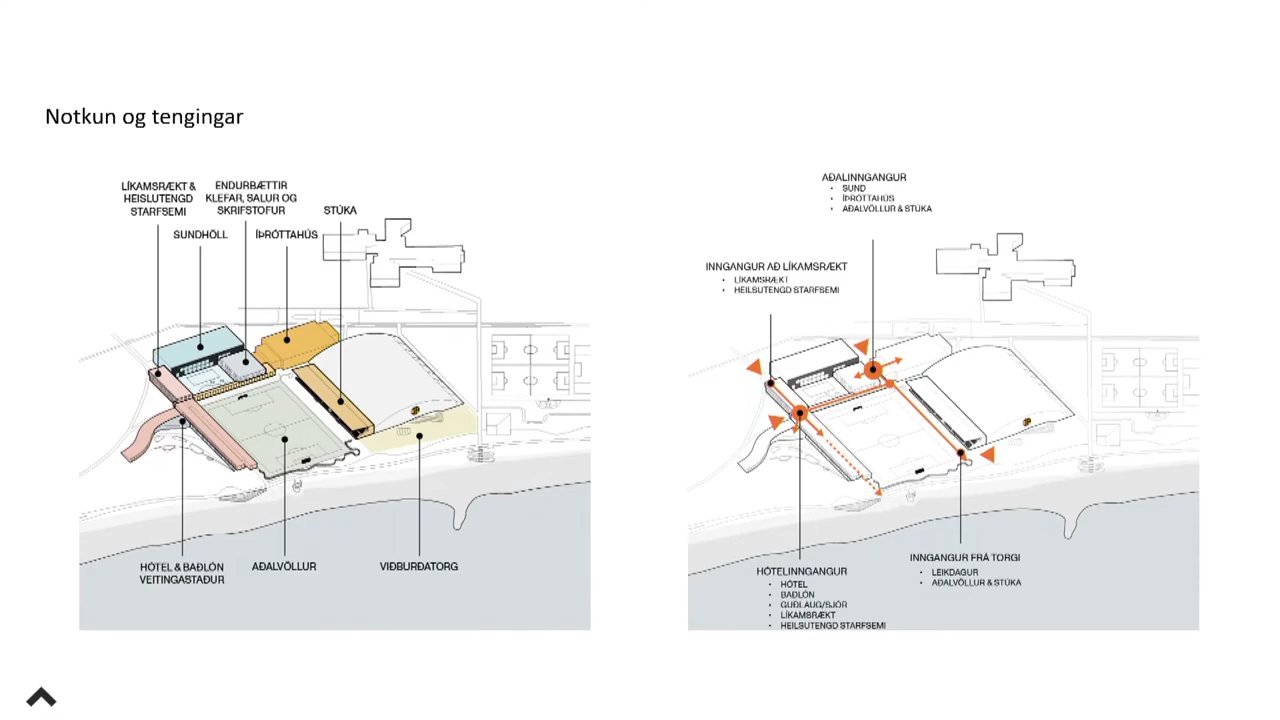 Notkun og tengingar
LÍKAMSRÆKT &
HEISLUTENGD
STARFSEMI
ENDURBÆTTIR
KLEFAR, SALUR OG
SKRIFSTOFUR
SUNDHÖLL
ÍÞRÓTTAHÚS
STÚKA
HÓTEL & BAÐLÓN
VEITINGASTAÐUR
AÐALVÖLLUR
VIÐBURÐATORG
AÐALINNGANGUR
• SUND
• ÍÞRÓTTAHÚS
• AÐALVÖLLUR & STÚKA
INNGANGUR AÐ LÍKAMSRÆKT
• LÍKAMSRÆKT
• HEILSUTENGD STARFSEMI
HÓTELINNGANGUR
• HÓTEL
• BAÐLÓN
• GUÐLAUG/SJÓR
• LÍKAMSRÆKT
• HEILSUTENGD STARFSEMI
INNGANGUR FRÁ TORGI
• LEIKDAGUR
• AÐALVÖLLUR & STÚKA